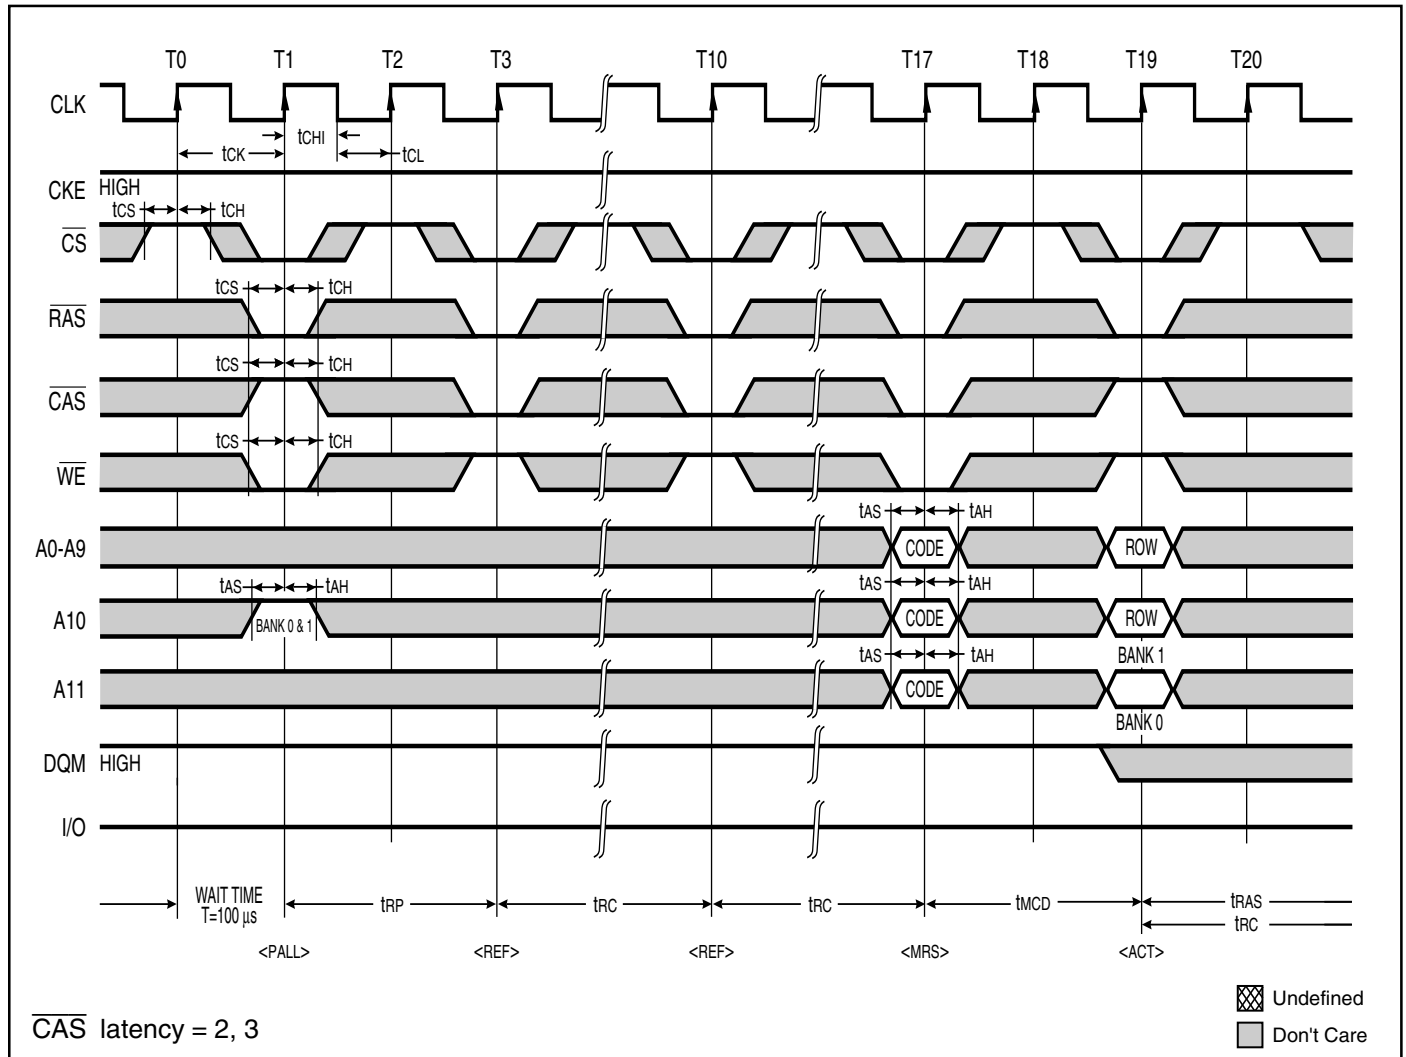 T0 T1 T2 T3 T10 T17 T18 T19 T20
CLK
tCHI
tCK tCL
CKE HIGH
tCS tCH
CS
tCS tCH
RAS
tCS tCH
CAS
tCS tCH
WE
tAS tAH
A0-A9 CODE ROW
tAS tAH tAS tAH
A10 BANK 0 & 1 CODE ROW
tAS tAH BANK 1
A11 CODE
BANK 0
DQM HIGH
I/O
WAIT TIME tRP tRC tRC tMCD tRAS
T=100 µs
tRC
<PALL> <REF> <REF> <MRS> <ACT>
Undefined
CAS latency = 2, 3
Don't Care